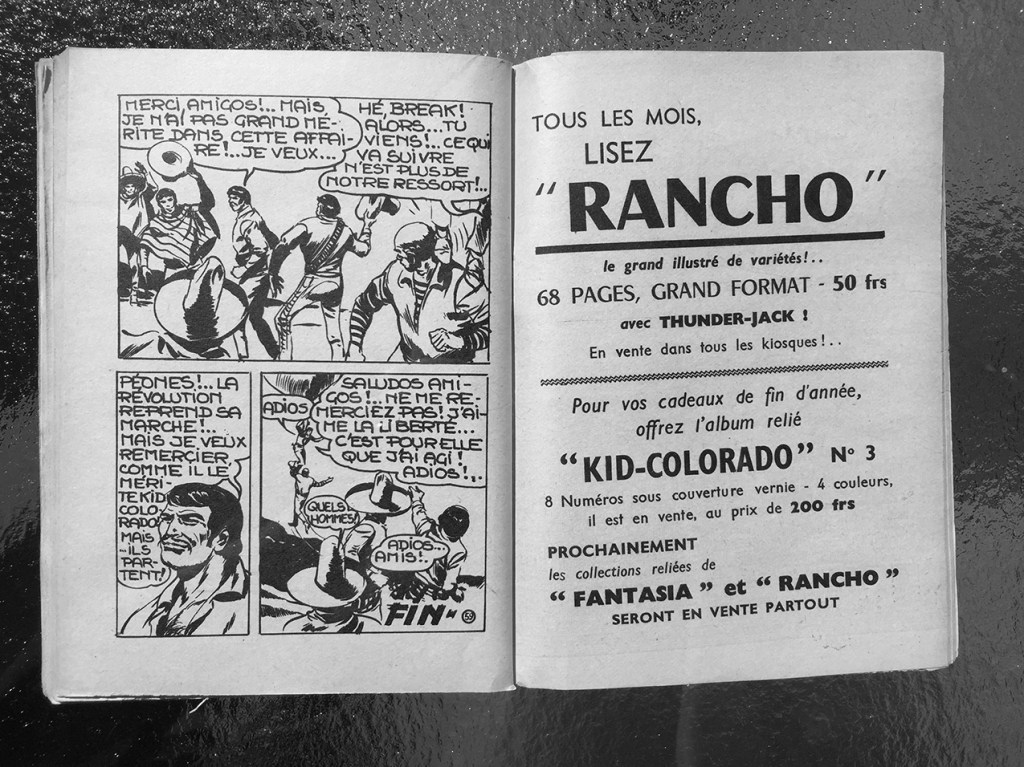 MERCI, AMIGOS!.. MAIS
JE N'AI PAS GRAND MÉ-
RITE DANS CETTE AFFAI-
RE!...JE VEUX...
HÉ, BREAK!
ALORS...TU
VIENS!..CE QUI
VA SUIVRE
N'EST PLUS DE
NOTRE RESSORT!..
PÉONES!..LA
RÉVOLUTION
REPREND SA
MARCHE!..
MAIS JE VEUX
REMERCIER,
COMME IL LE
MÉRI-
TE KID
COLO-
RADO
MAIS
..ILS
PAR-
TENT!
ADIOS
SALUDOS AMI-
GOS!.. NE ME RE-
MERCIEZ PAS! J'AI-
ME LA LIBERTÉ...
C'EST POUR ELLE
QUE J'AI AGI!
ADIOS!..
QUELS
HOMMES!
ADIOS...
AMIS!.
FIN
59
TOUS LES MOIS,
LISEZ
"RANCHO"
le grand illustré de variétés!..
68 PAGES, GRAND FORMAT - 50 frs
avec THUNDER-JACK !
En vente dans tous les kiosques!..
Pour vos cadeaux de fin d'année,
offrez l'album relié
"KID-COLORADO" N° 3
8 Numéros sous couverture vernie - 4 couleurs,
il est en vente, au prix de 200 frs
PROCHAINEMENT
les collections reliées de
" FANTASIA " et " RANCHO "
SERONT EN VENTE PARTOUT